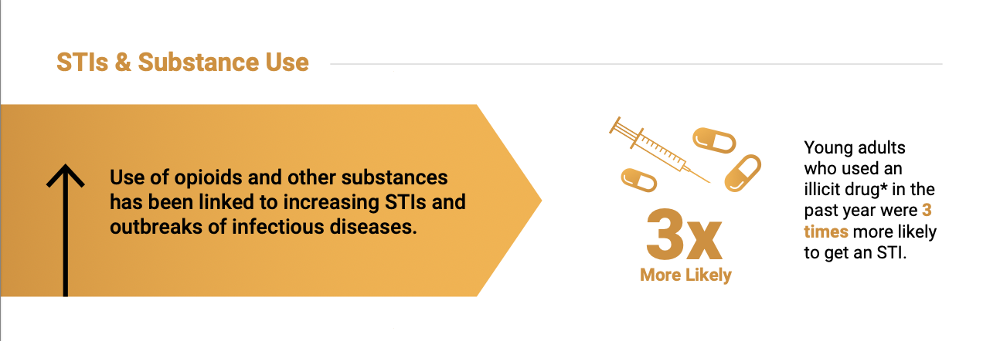 STIs & Substance Use
Use of opioids and other substances
has been linked to increasing STIs and
outbreaks of infectious diseases.
3x
More Likely
Young adults
who used an
illicit drug* in the
past year were 3
times more likely
to get an STI.